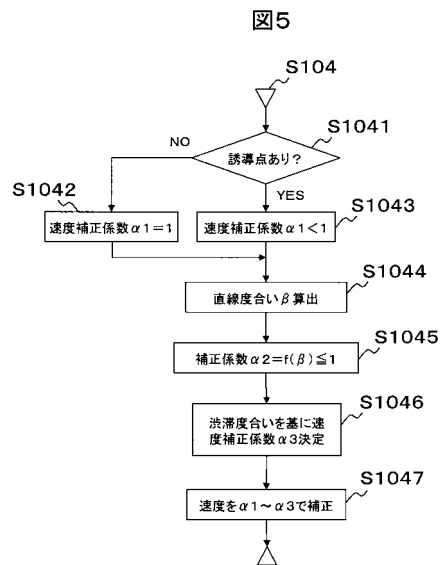 図5
S104
S1041
誘導点あり?
NO
YES
S1042
速度補正係数α1=1
S1043
速度補正係数α1<1
S1044
直線度合いβ算出
S1045
補正係数α2=f(β)≦1
S1046
渋滞度合いを基に速
度補正係数α3決定
S1047
速度をα1~α3で補正